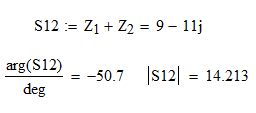 S12 := Z₁ + Z₂ = 9 − 11j
arg(S12)
deg
= −50.7 |S12| = 14.213